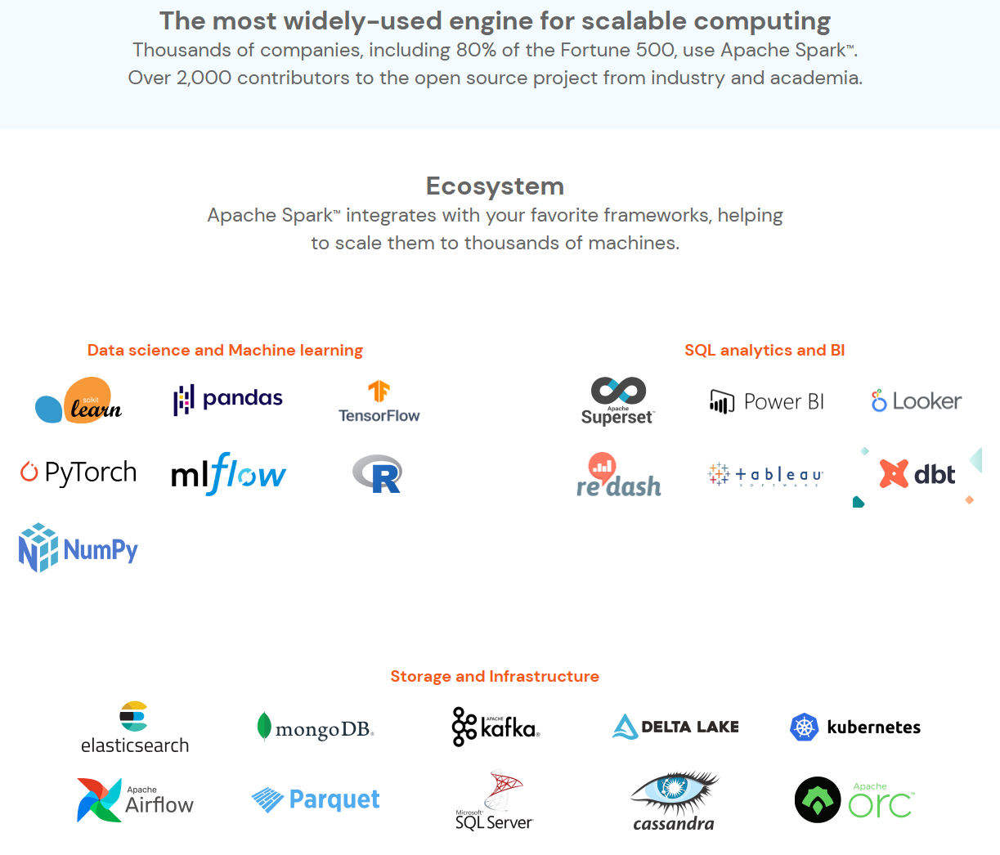 The most widely-used engine for scalable computing
Thousands of companies, including 80% of the Fortune 500, use Apache Spark™.
Over 2,000 contributors to the open source project from industry and academia.
Ecosystem
Apache Spark™ integrates with your favorite frameworks, helping
to scale them to thousands of machines.
Data science and Machine learning
scikit
learn
pandas
TensorFlow
PyTorch
mlflow
R
NumPy
SQL analytics and BI
Apache
Superset™
Power BI
Looker
redash
+ableau®
SOFTWARE
dbt
Storage and Infrastructure
elasticsearch
mongoDB®
APACHE
kafka®
DELTA LAKE
kubernetes
Apache
Airflow
Parquet
Microsoft®
SQL Server®
cassandra
Apache
orc™